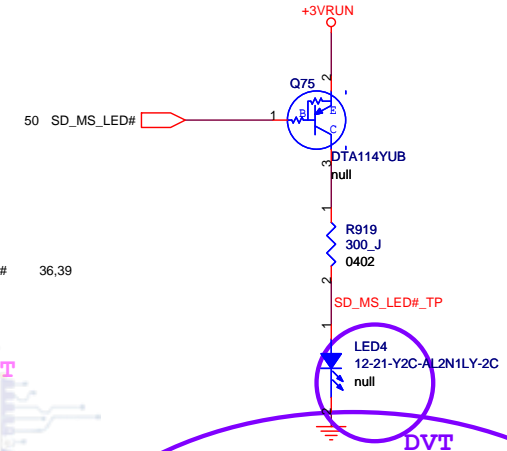 +3VRUN
2
Q75
50 SD_MS_LED#
1
B
E
C
DTA114YUB
3
null
1
R919
300_J
0402
# 36,39
2
SD_MS_LED#_TP
1
LED4
T
12-21-Y2C-AL2N1LY-2C
null
2
DVT